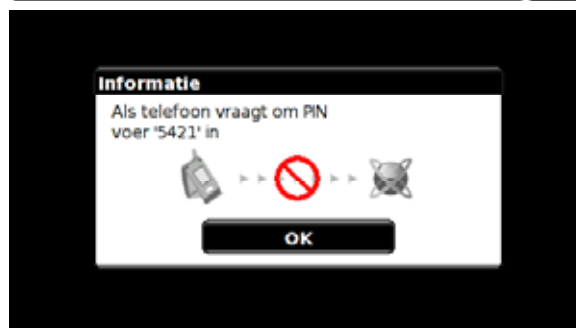 Informatie
Als telefoon vraagt om PIN
voer '5421' in
OK